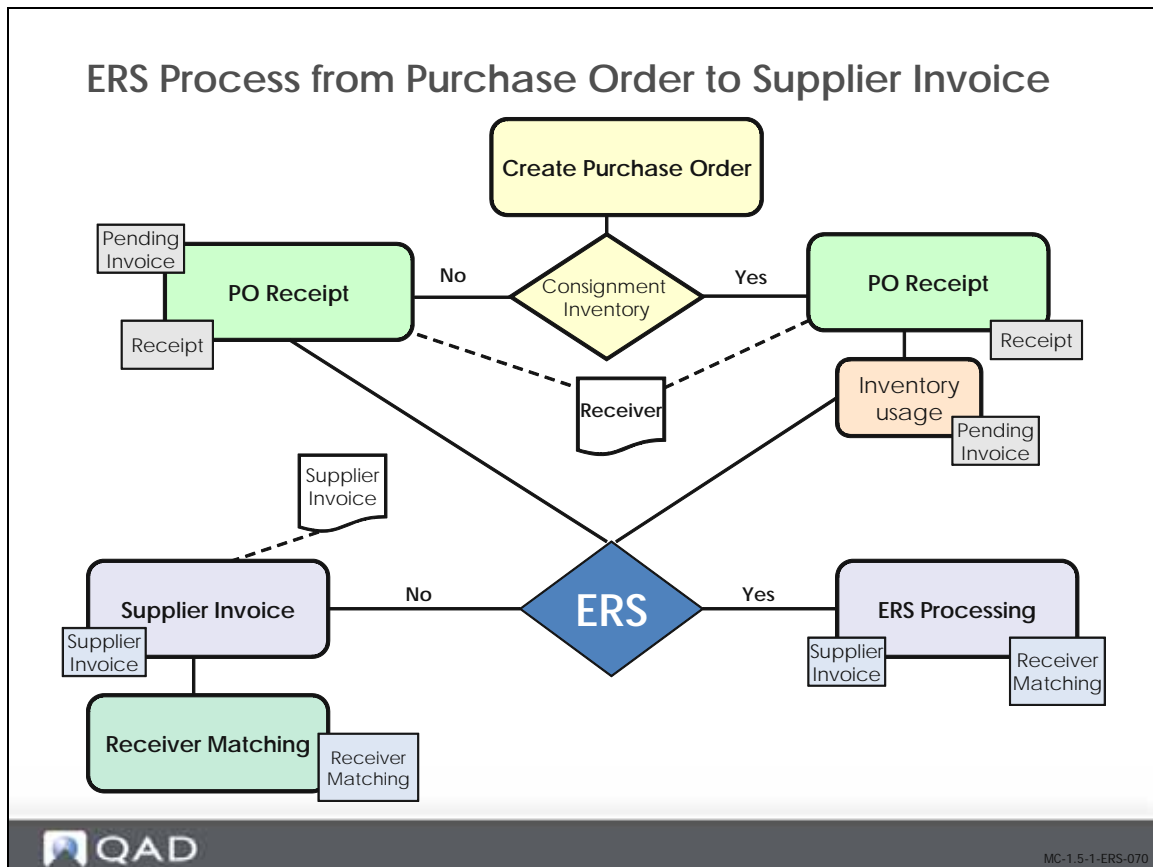 ERS Process from Purchase Order to Supplier Invoice
Create Purchase Order
Pending
Invoice
PO Receipt
Receipt
No
Consignment
Inventory
Yes
PO Receipt
Receipt
Receiver
Inventory
usage
Pending
Invoice
Supplier
Invoice
Supplier Invoice
Supplier
Invoice
No
ERS
Yes
ERS Processing
Supplier
Invoice
Receiver
Matching
Receiver Matching
Receiver
Matching
QAD
MC-1.5-1-ERS-070